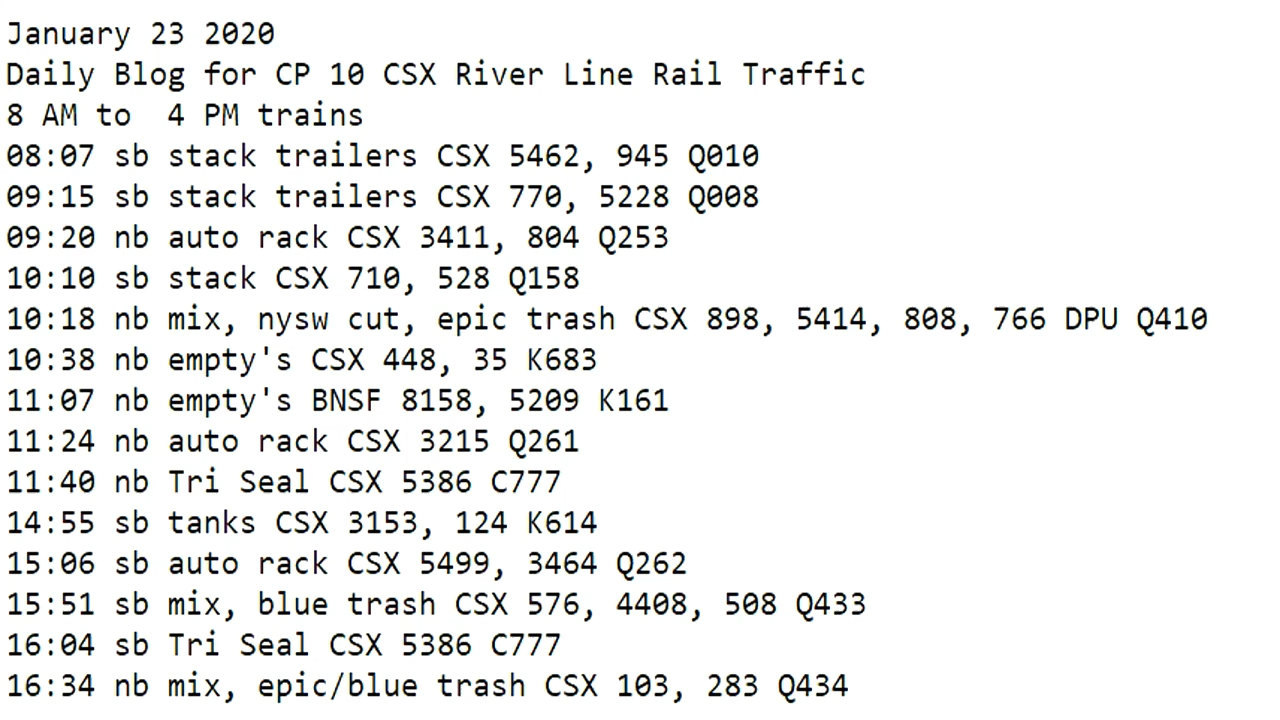 January 23 2020
Daily Blog for CP 10 CSX River Line Rail Traffic
8 AM to  4 PM trains
08:07 sb stack trailers CSX 5462, 945 Q010
09:15 sb stack trailers CSX 770, 5228 Q008
09:20 nb auto rack CSX 3411, 804 Q253
10:10 sb stack CSX 710, 528 Q158
10:18 nb mix, nysw cut, epic trash CSX 898, 5414, 808, 766 DPU Q410
10:38 nb empty's CSX 448, 35 K683
11:07 nb empty's BNSF 8158, 5209 K161
11:24 nb auto rack CSX 3215 Q261
11:40 nb Tri Seal CSX 5386 C777
14:55 sb tanks CSX 3153, 124 K614
15:06 sb auto rack CSX 5499, 3464 Q262
15:51 sb mix, blue trash CSX 576, 4408, 508 Q433
16:04 sb Tri Seal CSX 5386 C777
16:34 nb mix, epic/blue trash CSX 103, 283 Q434